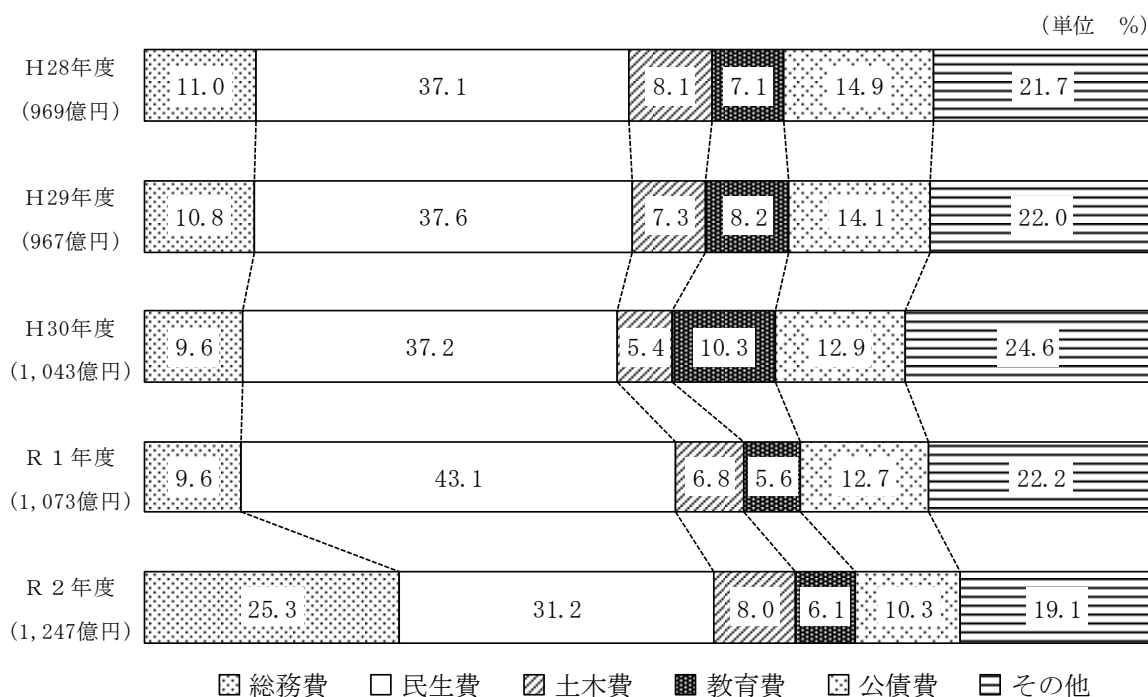 (単位 %)
H28年度
(969億円)
11.0 37.1 8.1 7.1 14.9 21.7
H29年度
(967億円)
10.8 37.6 7.3 8.2 14.1 22.0
H30年度
(1,043億円)
9.6 37.2 5.4 10.3 12.9 24.6
R1年度
(1,073億円)
9.6 43.1 6.8 5.6 12.7 22.2
R2年度
(1,247億円)
25.3 31.2 8.0 6.1 10.3 19.1
総務費 民生費 土木費 教育費 公債費 その他